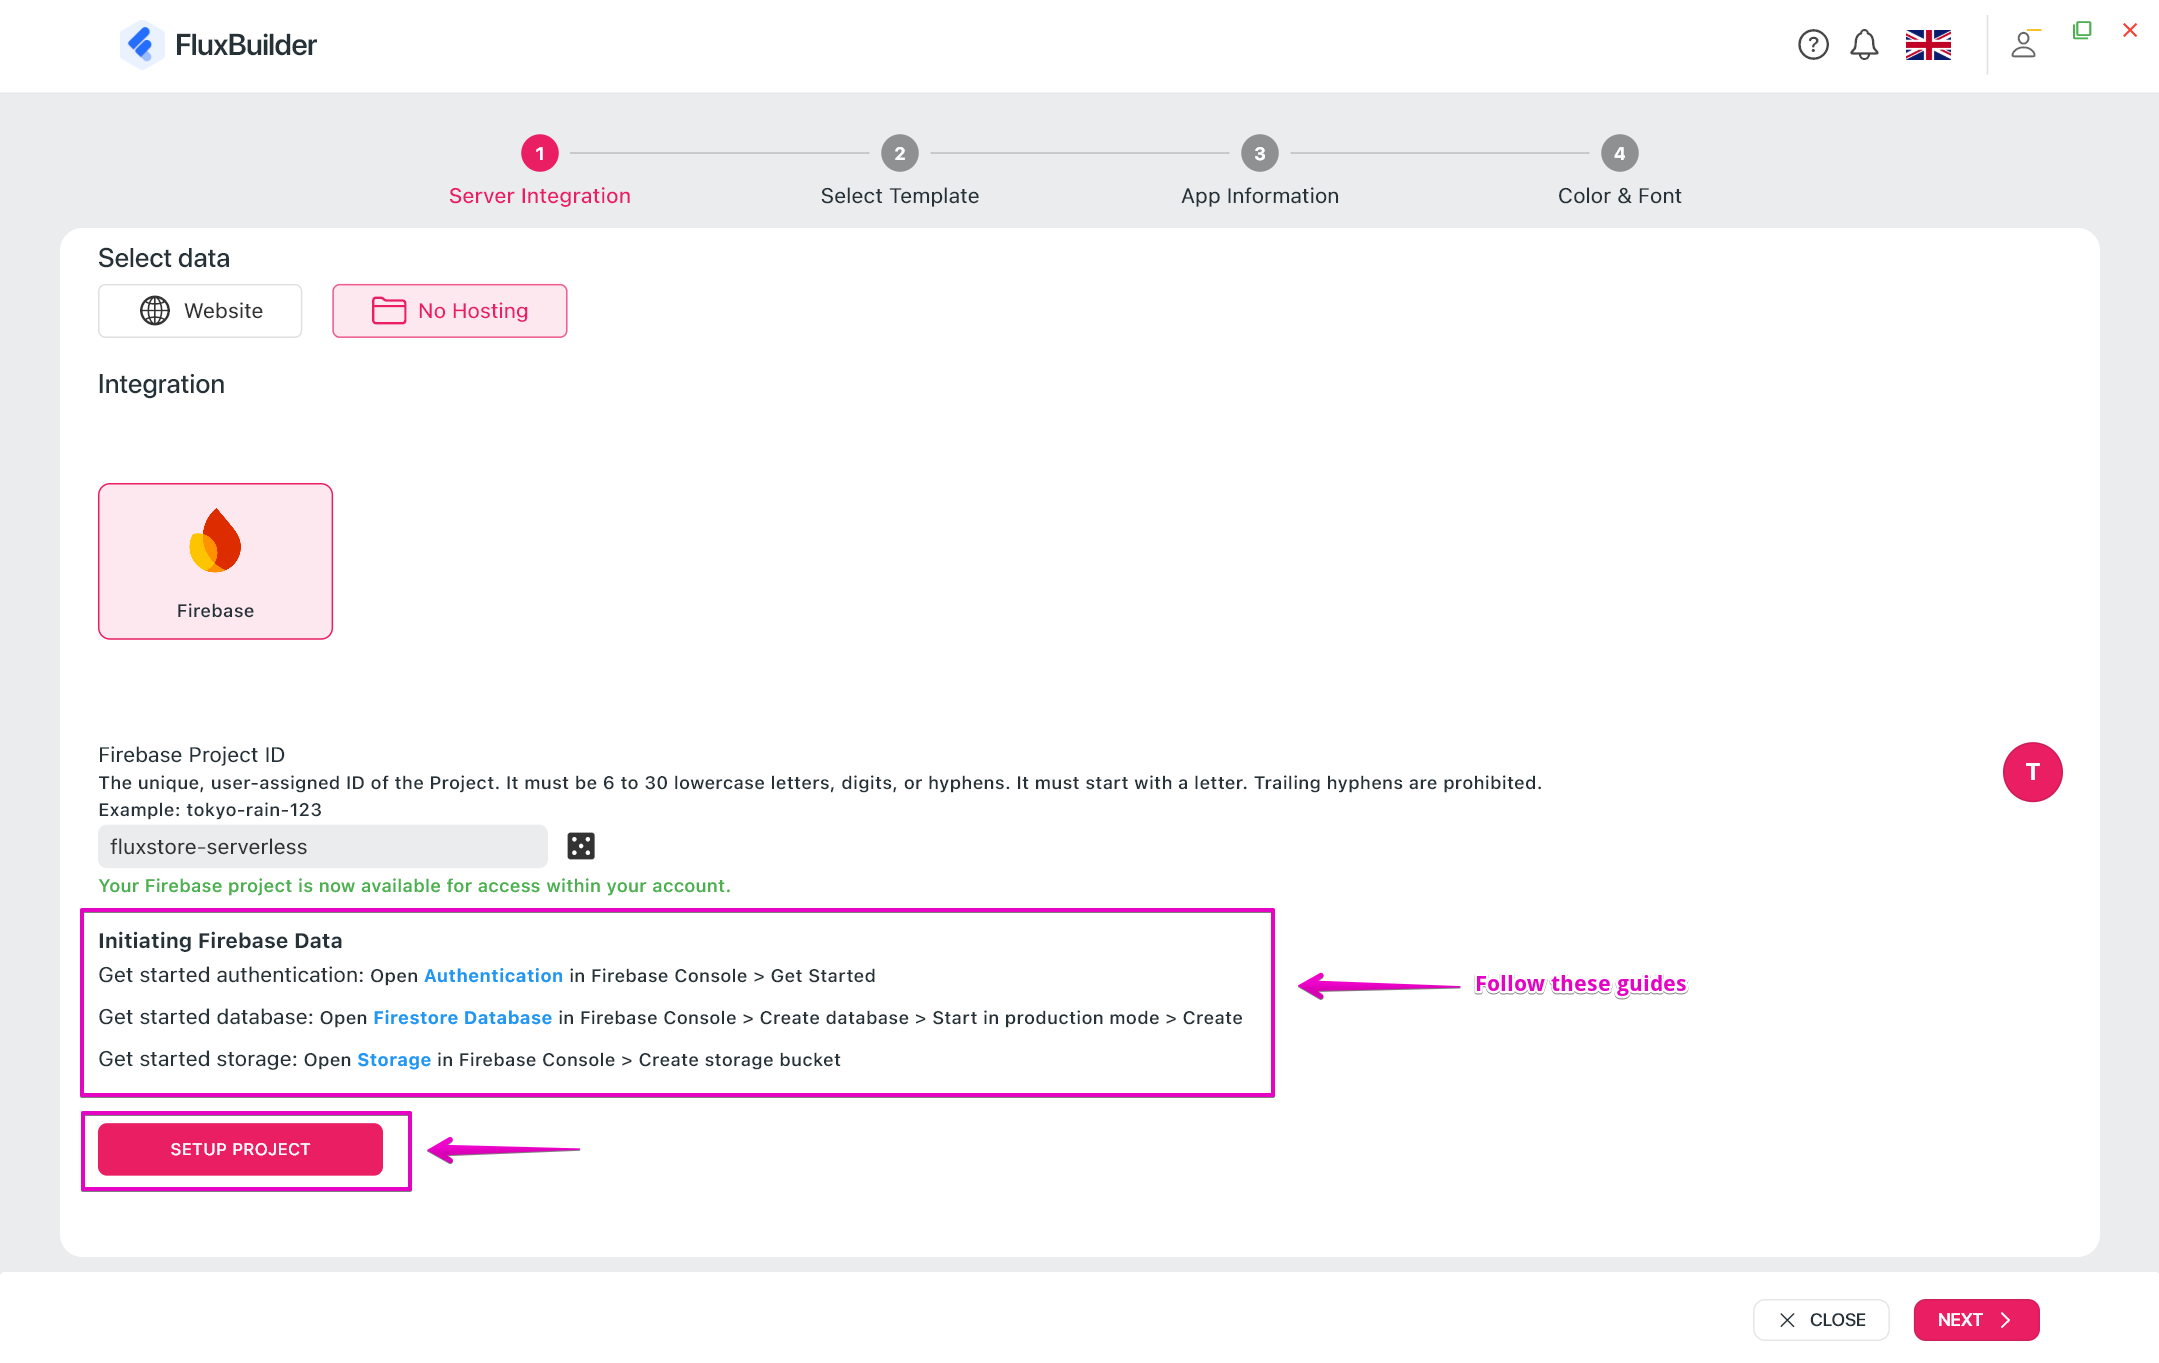 FluxBuilder
?
1
2
3
4
Server Integration
Select Template
App Information
Color & Font
Select data
Website
No Hosting
Integration
Firebase
Firebase Project ID
The unique, user-assigned ID of the Project. It must be 6 to 30 lowercase letters, digits, or hyphens. It must start with a letter. Trailing hyphens are prohibited.
Example: tokyo-rain-123
T
fluxstore-serverless
Your Firebase project is now available for access within your account.
Initiating Firebase Data
Get started authentication: Open Authentication in Firebase Console > Get Started
Follow these guides
Get started database: Open Firestore Database in Firebase Console > Create database > Start in production mode > Create
Get started storage: Open Storage in Firebase Console > Create storage bucket
SETUP PROJECT
CLOSE
NEXT